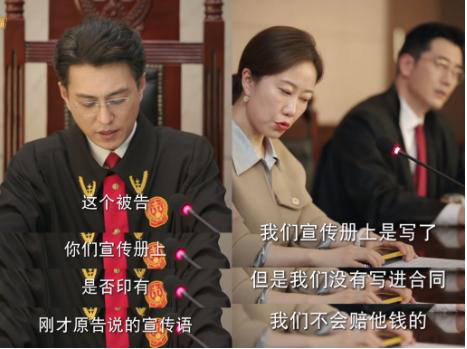 这个被告
你们宣传册上
是否印有
刚才原告说的宣传语
我们宣传册上是写了
但是我们没有写进合同
我们不会赔他钱的